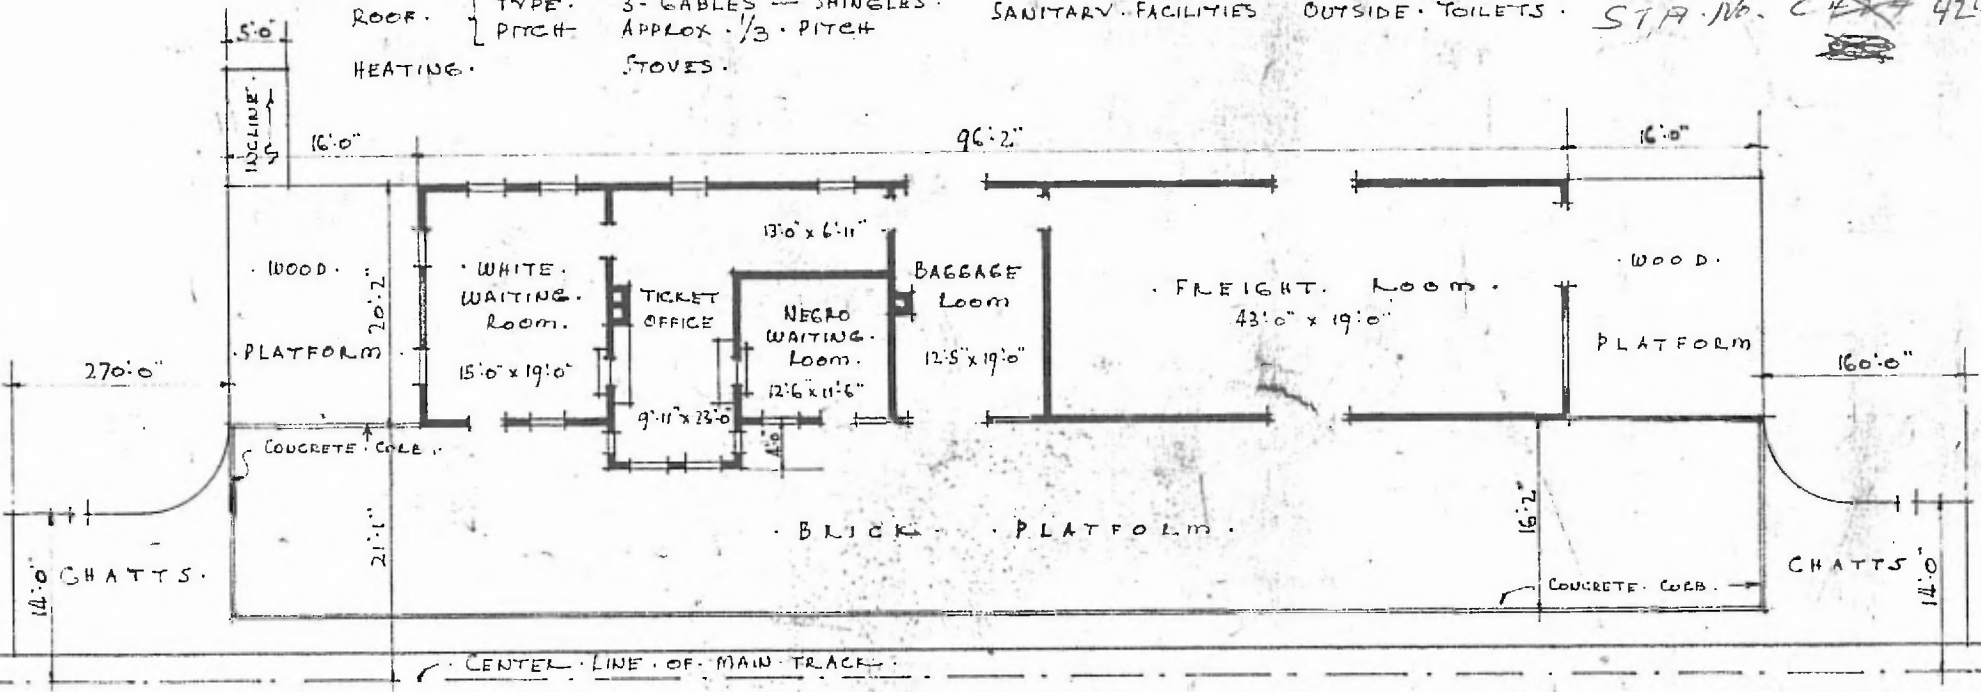 ROOF. TYPE. 3-GABLES — SHINGLES.
PITCH- APPROX. 1/3. PITCH
SANITARY. FACILITIES OUTSIDE. TOILETS.
STA. No. C
HEATING. STOVES.
5'-0"
INCLINE.
16'-0"
96'-2"
16'-0"
13'-0" x 6'-11"
. WOOD.
. PLATFORM
20'-2"
. WHITE.
WAITING.
ROOM.
15'-0" x 19'-0"
TICKET
OFFICE
9'-11" x 23'-0"
NEGRO
WAITING.
ROOM.
12'-6" x 11'-6"
4'-0"
BAGGAGE
ROOM
12'-5" x 19'-0"
. FREIGHT. ROOM.
43'-0" x 19'-0"
. WOOD.
PLATFORM
270'-0"
160'-0"
CONCRETE.
21'-1"
16'-2"
. BRICK. . PLATFORM.
14'-0"
CHATTS.
CONCRETE. CURB.
CHATTS
14'-0"
. CENTER. LINE. OF. MAIN. TRACK.